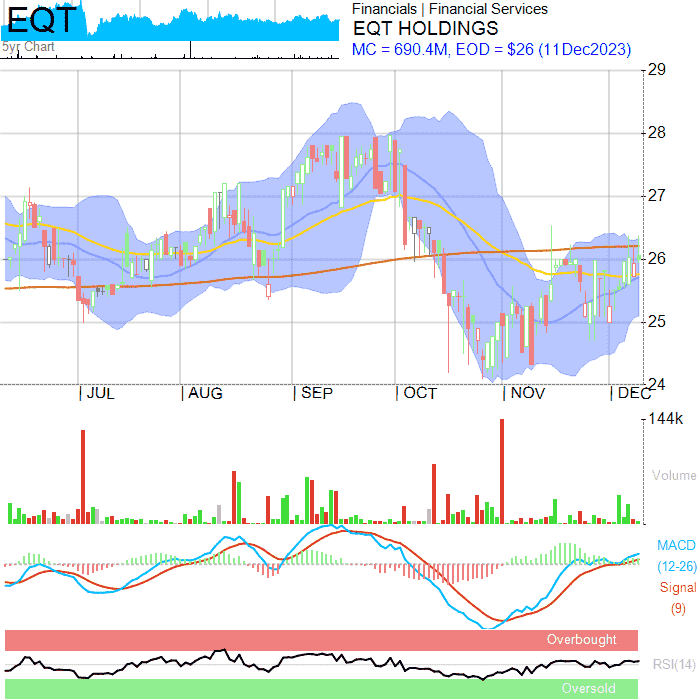 EQT
5yr Chart
Financials | Financial Services
EQT HOLDINGS
MC = 690.4M, EOD = $26 (11Dec2023)
29
28
27
26
25
24
JUL
AUG
SEP
OCT
NOV
DEC
144k
Volume
MACD
(12-26)
Signal
(9)
Overbought
RSI(14)
Oversold